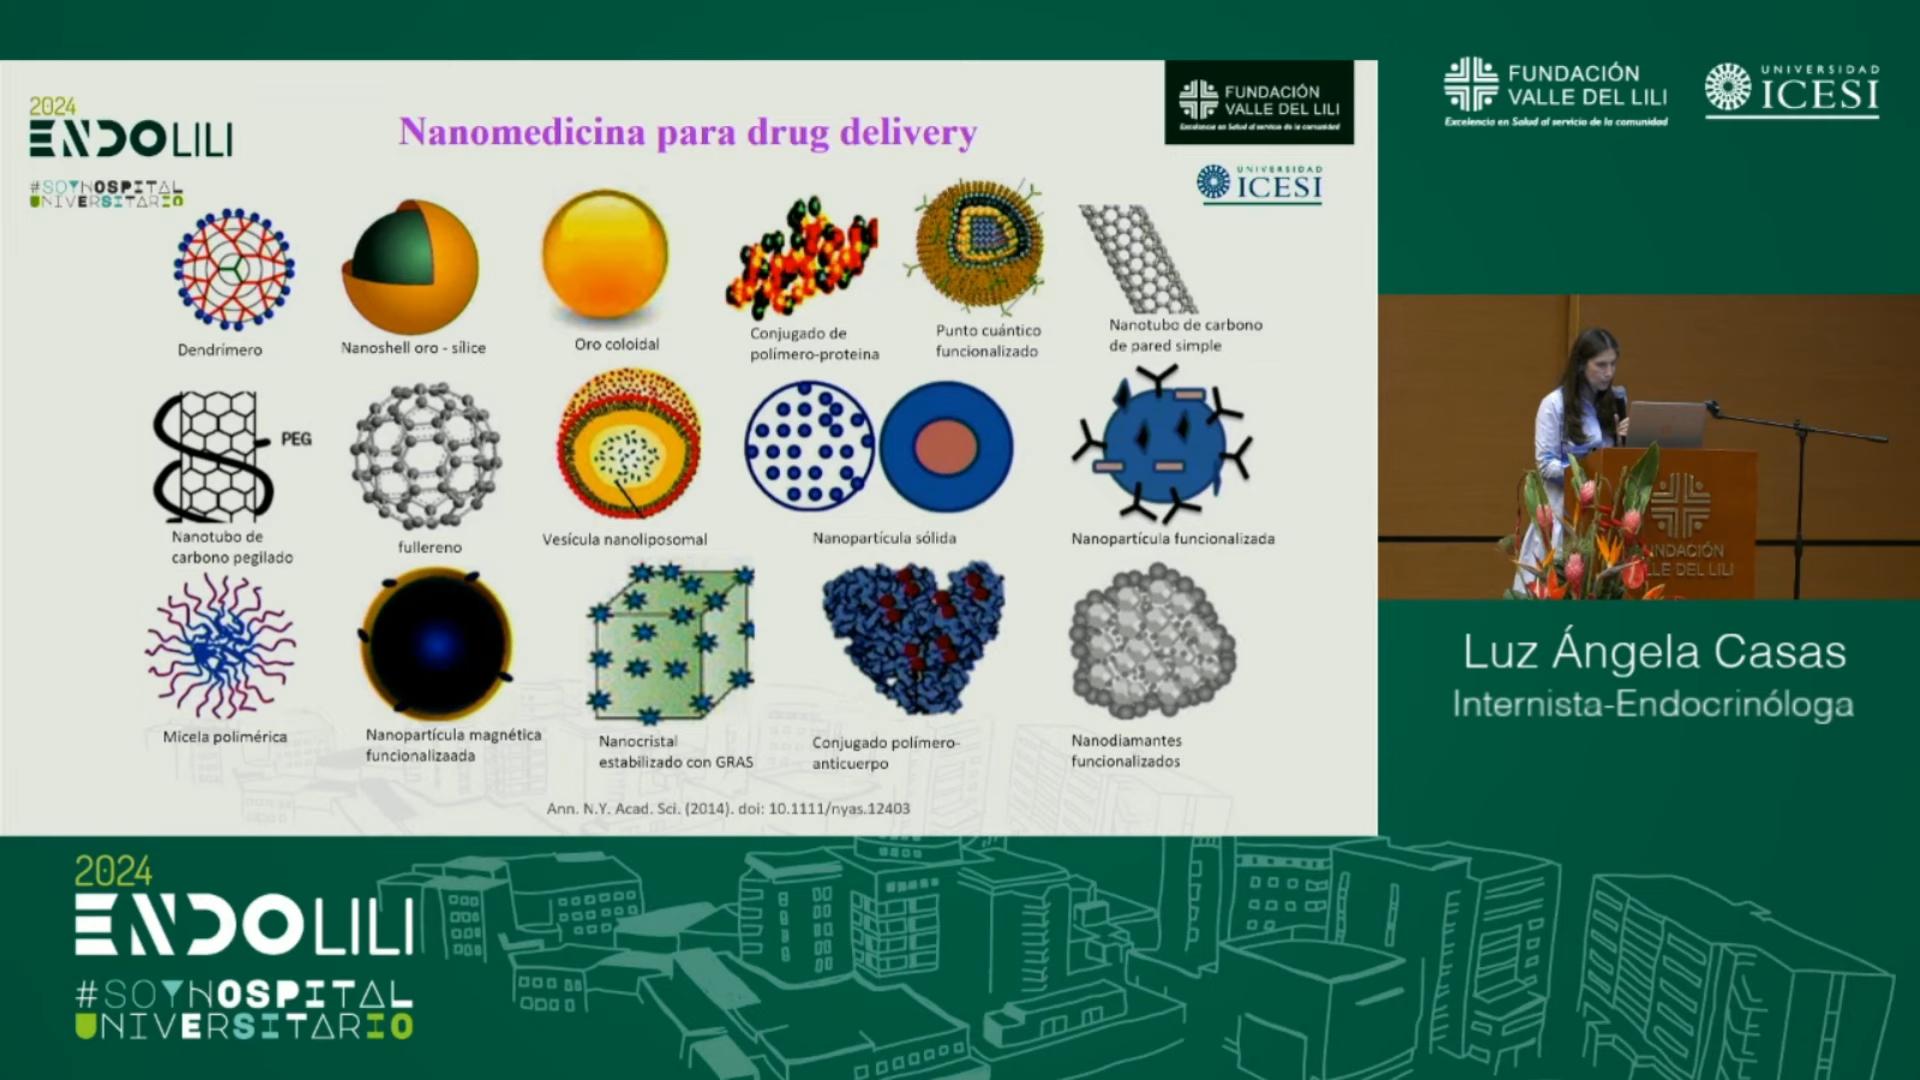 2024
ENDOLILI
#SOYHOSPITAL
UNIVERSITARIO
Nanomedicina para drug delivery
FUNDACIÓN
VALLE DEL LILI
Excelencia en Salud al servicio de la comunidad
UNIVERSIDAD
ICESI
Dendrímero
Nanoshell oro - sílice
Oro coloidal
Conjugado de
polímero-proteina
Punto cuántico
funcionalizado
Nanotubo de carbono
de pared simple
PEG
Nanotubo de
carbono pegilado
fullereno
Vesícula nanoliposomal
Nanopartícula sólida
Nanopartícula funcionalizada
Micela polimérica
Nanopartícula magnética
funcionalizaada
Nanocristal
estabilizado con GRAS
Conjugado polímero-
anticuerpo
Nanodiamantes
funcionalizados
Ann. N.Y. Acad. Sci. (2014). doi: 10.1111/nyas.12403
FUNDACIÓN
VALLE DEL LILI
Excelencia en Salud al servicio de la comunidad
UNIVERSIDAD
ICESI
DEL LILI
Luz Ángela Casas
Internista-Endocrinóloga
2024
ENDOLILI
#SOYHOSPITAL
UNIVERSITARIO